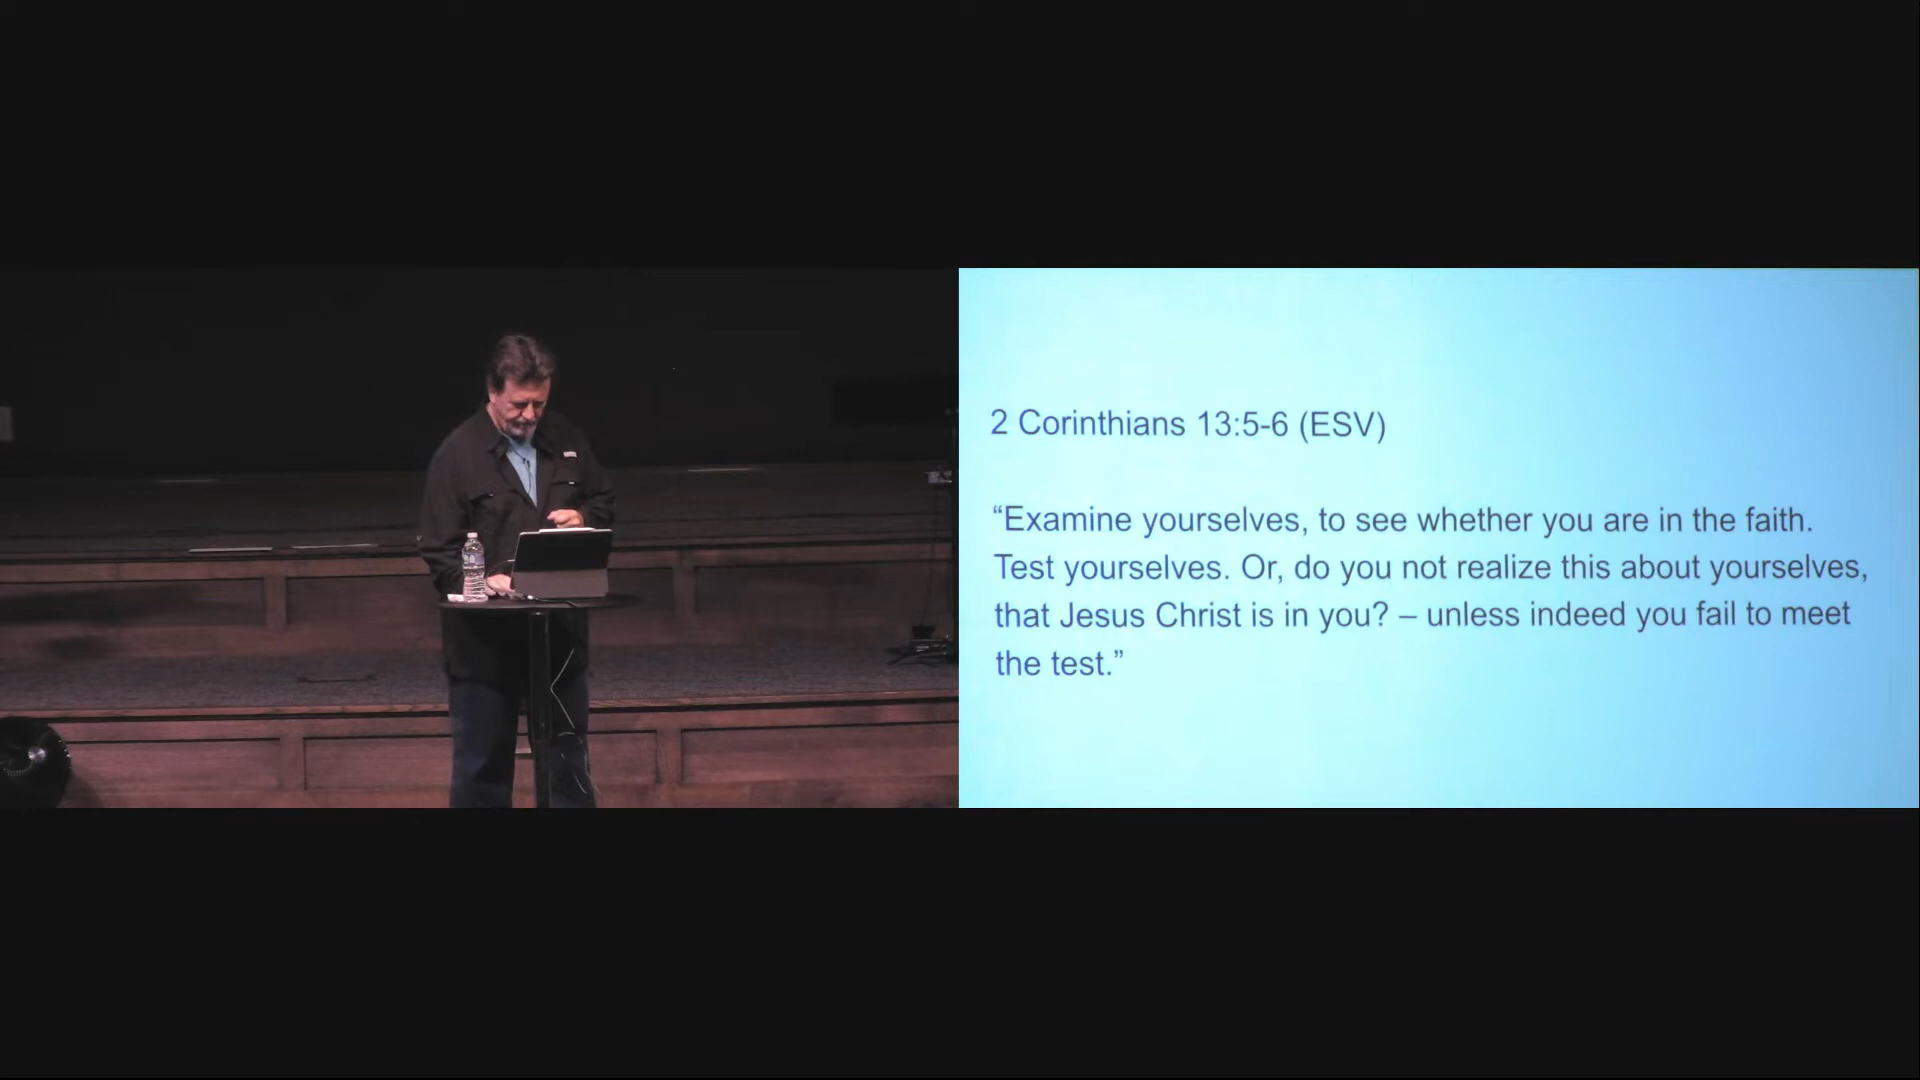 2 Corinthians 13:5-6 (ESV)
“Examine yourselves, to see whether you are in the faith.
Test yourselves. Or, do you not realize this about yourselves,
that Jesus Christ is in you? – unless indeed you fail to meet
the test.”